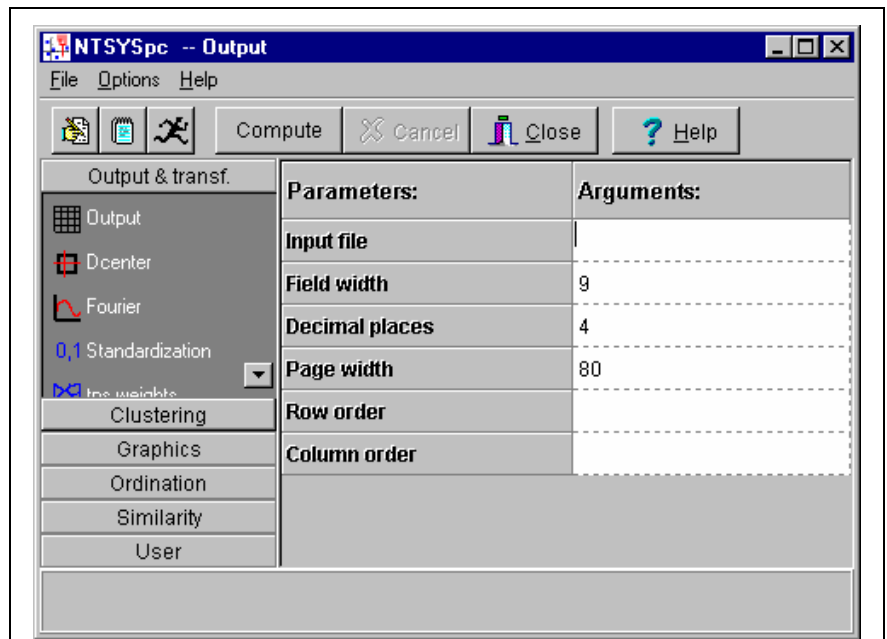 NTSYSpc -- Output
File Options Help
Compute Cancel Close ? Help
Output & transf.
Output
Dcenter
Fourier
0,1 Standardization
tps weights
Clustering
Graphics
Ordination
Similarity
User
Parameters: Arguments:
Input file
Field width 9
Decimal places 4
Page width 80
Row order
Column order